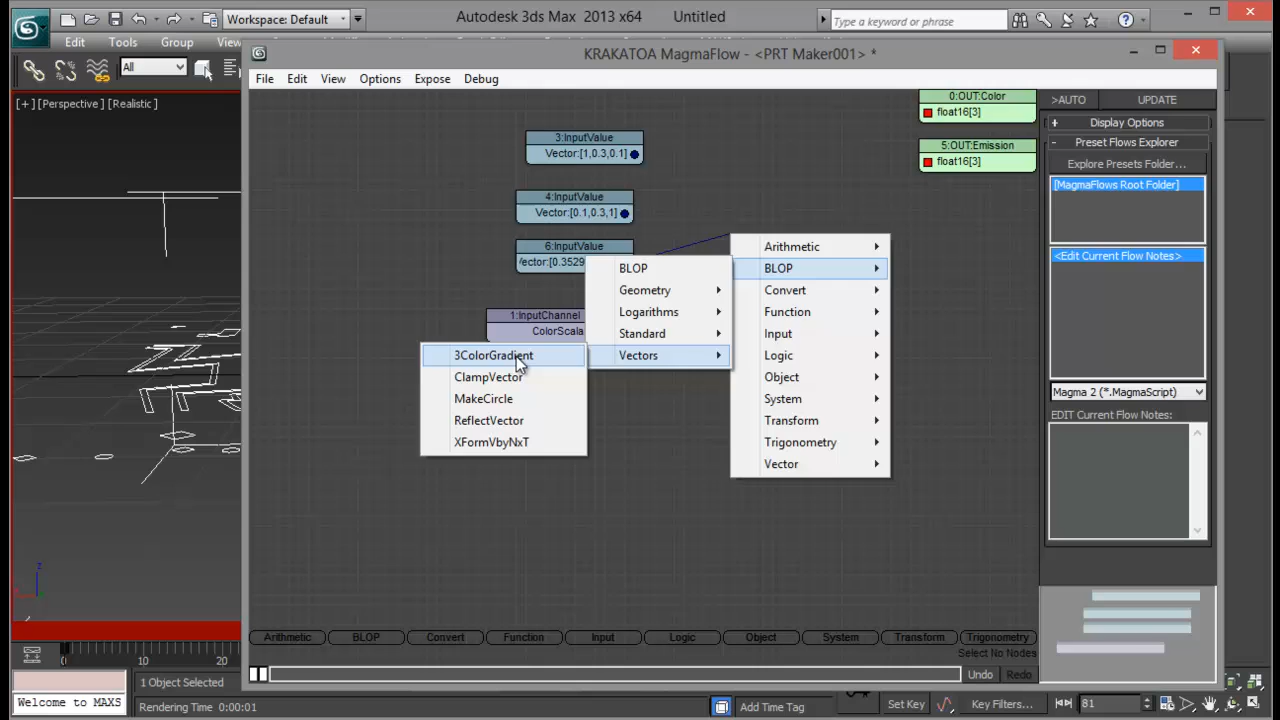 Workspace: Default
Autodesk 3ds Max 2013 x64 Untitled
Type a keyword or phrase
Edit Tools Group View
All
KRAKATOA MagmaFlow - <PRT Maker001> *
File Edit View Options Expose Debug
[+] [Perspective ] [Realistic ]
0:OUT:Color
float16[3]
5:OUT:Emission
float16[3]
3:InputValue
Vector:[1,0.3,0.1]
4:InputValue
Vector:[0.1,0.3,1]
6:InputValue
Vector:[0.3529
1:InputChannel
ColorScala
BLOP
Geometry
Logarithms
Standard
Vectors
3ColorGradient
ClampVector
MakeCircle
ReflectVector
XFormVbyNxT
Arithmetic
BLOP
Convert
Function
Input
Logic
Object
System
Transform
Trigonometry
Vector
>AUTO UPDATE
+ Display Options
- Preset Flows Explorer
Explore Presets Folder...
[MagmaFlows Root Folder]
<Edit Current Flow Notes>
Magma 2 (*.MagmaScript)
EDIT Current Flow Notes:
Arithmetic BLOP Convert Function Input Logic Object System Transform Trigonometry
Select No Nodes
Undo Redo
z
0 10 20
1 Object Selected
Welcome to MAXS
Rendering Time 0:00:01
Add Time Tag
Set Key
Key Filters...
81